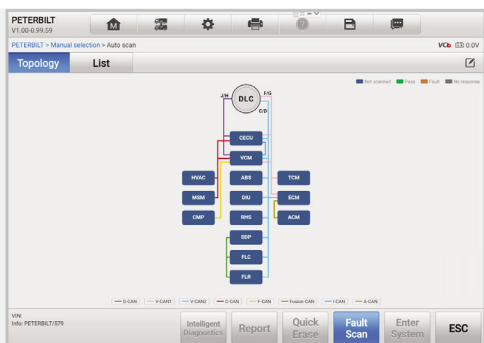 PETERBILT
V1.00-0.99.59
M
PETERBILT > Manual selection > Auto scan
VCb 0.0V
Topology List
Not scanned Pass Fault No response
J/H F/G
DLC
C/D
CECU
VCM
HVAC ABS TCM
MSM DIU ECM
CMP RHS ACM
SDP
FLC
FLR
D-CAN V-CAN1 V-CAN2 C-CAN F-CAN Fusion-CAN I-CAN A-CAN
VIN:
Info: PETERBILT/579
Intelligent Diagnostics
Report
Quick Erase
Fault Scan
Enter System
ESC